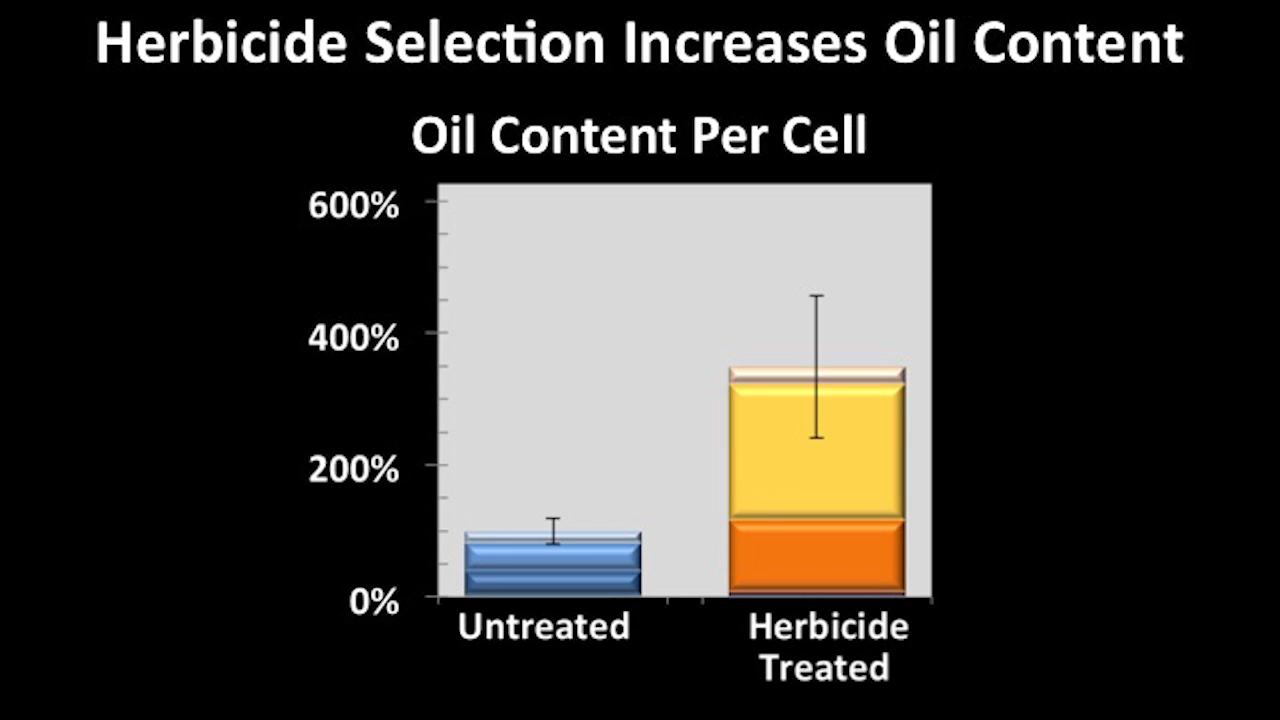 Herbicide Selection Increases Oil Content
Oil Content Per Cell
600%
400%
200%
0%
Untreated
Herbicide
Treated